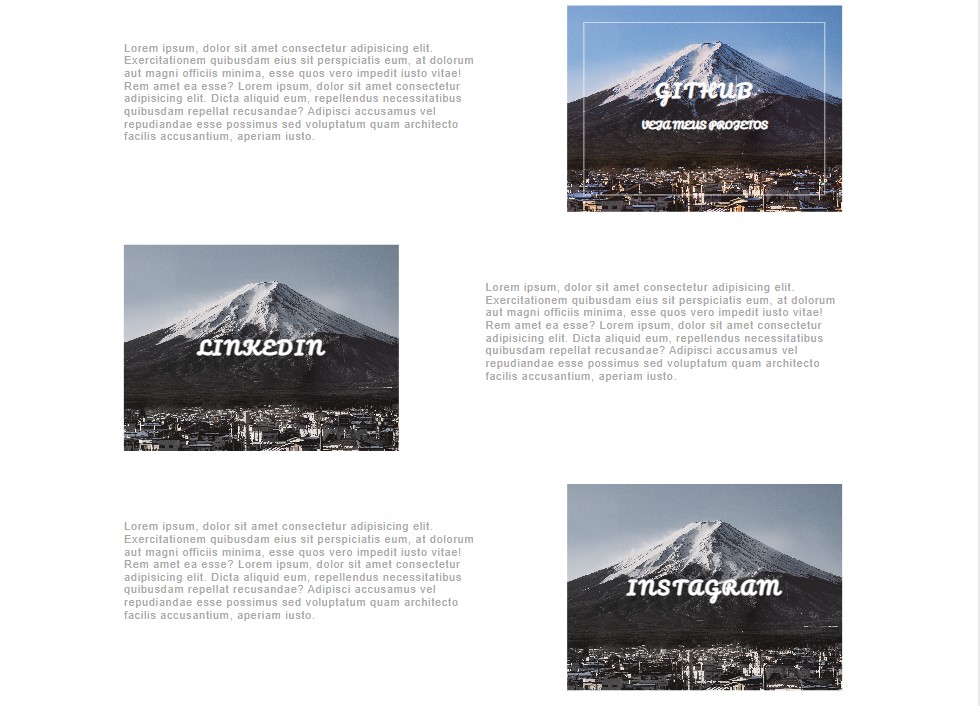 Lorem ipsum, dolor sit amet consectetur adipisicing elit.
Exercitationem quibusdam eius sit perspiciatis eum, at dolorum
aut magni officiis minima, esse quos vero impedit iusto vitae!
Rem amet ea esse? Lorem ipsum, dolor sit amet consectetur
adipisicing elit. Dicta aliquid eum, repellendus necessitatibus
quibusdam repellat recusandae? Adipisci accusamus vel
repudiandae esse possimus sed voluptatum quam architecto
facilis accusantium, aperiam iusto.
GITHUB
VEJA MEUS PROJETOS
LINKEDIN
Lorem ipsum, dolor sit amet consectetur adipisicing elit.
Exercitationem quibusdam eius sit perspiciatis eum, at dolorum
aut magni officiis minima, esse quos vero impedit iusto vitae!
Rem amet ea esse? Lorem ipsum, dolor sit amet consectetur
adipisicing elit. Dicta aliquid eum, repellendus necessitatibus
quibusdam repellat recusandae? Adipisci accusamus vel
repudiandae esse possimus sed voluptatum quam architecto
facilis accusantium, aperiam iusto.
Lorem ipsum, dolor sit amet consectetur adipisicing elit.
Exercitationem quibusdam eius sit perspiciatis eum, at dolorum
aut magni officiis minima, esse quos vero impedit iusto vitae!
Rem amet ea esse? Lorem ipsum, dolor sit amet consectetur
adipisicing elit. Dicta aliquid eum, repellendus necessitatibus
quibusdam repellat recusandae? Adipisci accusamus vel
repudiandae esse possimus sed voluptatum quam architecto
facilis accusantium, aperiam iusto.
INSTAGRAM